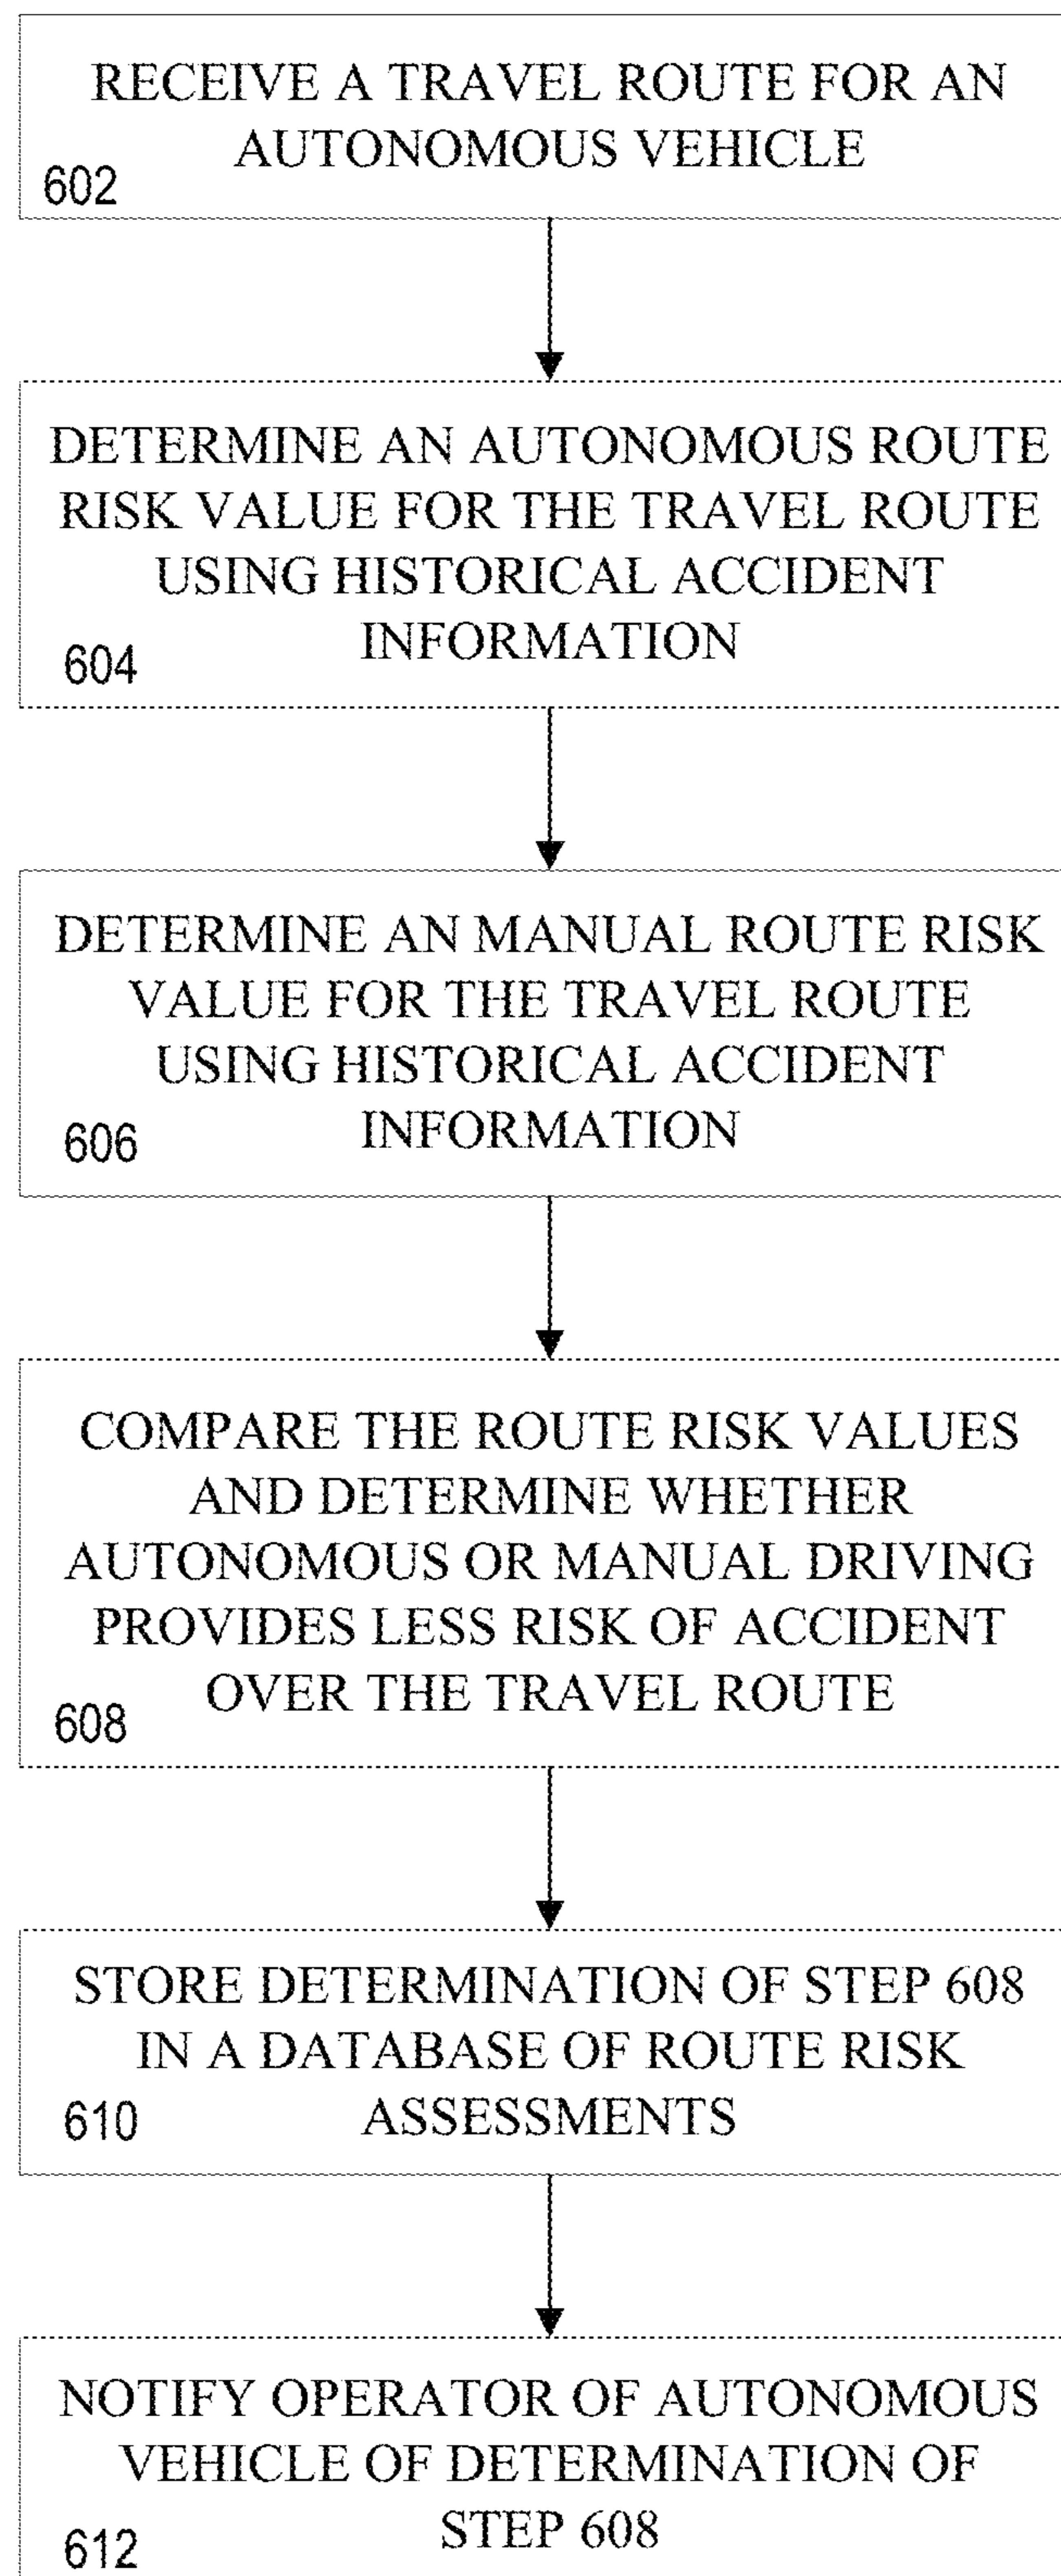 RECEIVE A TRAVEL ROUTE FOR AN
AUTONOMOUS VEHICLE
602
DETERMINE AN AUTONOMOUS ROUTE
RISK VALUE FOR THE TRAVEL ROUTE
USING HISTORICAL ACCIDENT
INFORMATION
604
DETERMINE AN MANUAL ROUTE RISK
VALUE FOR THE TRAVEL ROUTE
USING HISTORICAL ACCIDENT
INFORMATION
606
COMPARE THE ROUTE RISK VALUES
AND DETERMINE WHETHER
AUTONOMOUS OR MANUAL DRIVING
PROVIDES LESS RISK OF ACCIDENT
OVER THE TRAVEL ROUTE
608
STORE DETERMINATION OF STEP 608
IN A DATABASE OF ROUTE RISK
ASSESSMENTS
610
NOTIFY OPERATOR OF AUTONOMOUS
VEHICLE OF DETERMINATION OF
STEP 608
612